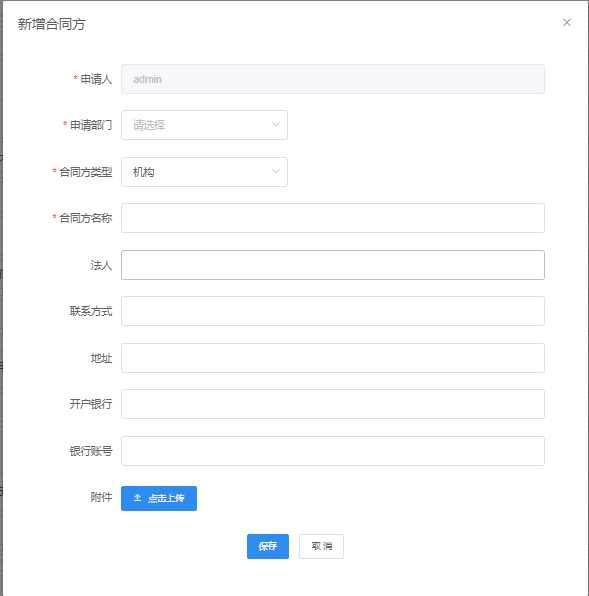 新增合同方
* 申请人 admin
* 申请部门 请选择
* 合同方类型 机构
* 合同方名称
法人
联系方式
地址
开户银行
银行账号
附件 点击上传
保存 取消